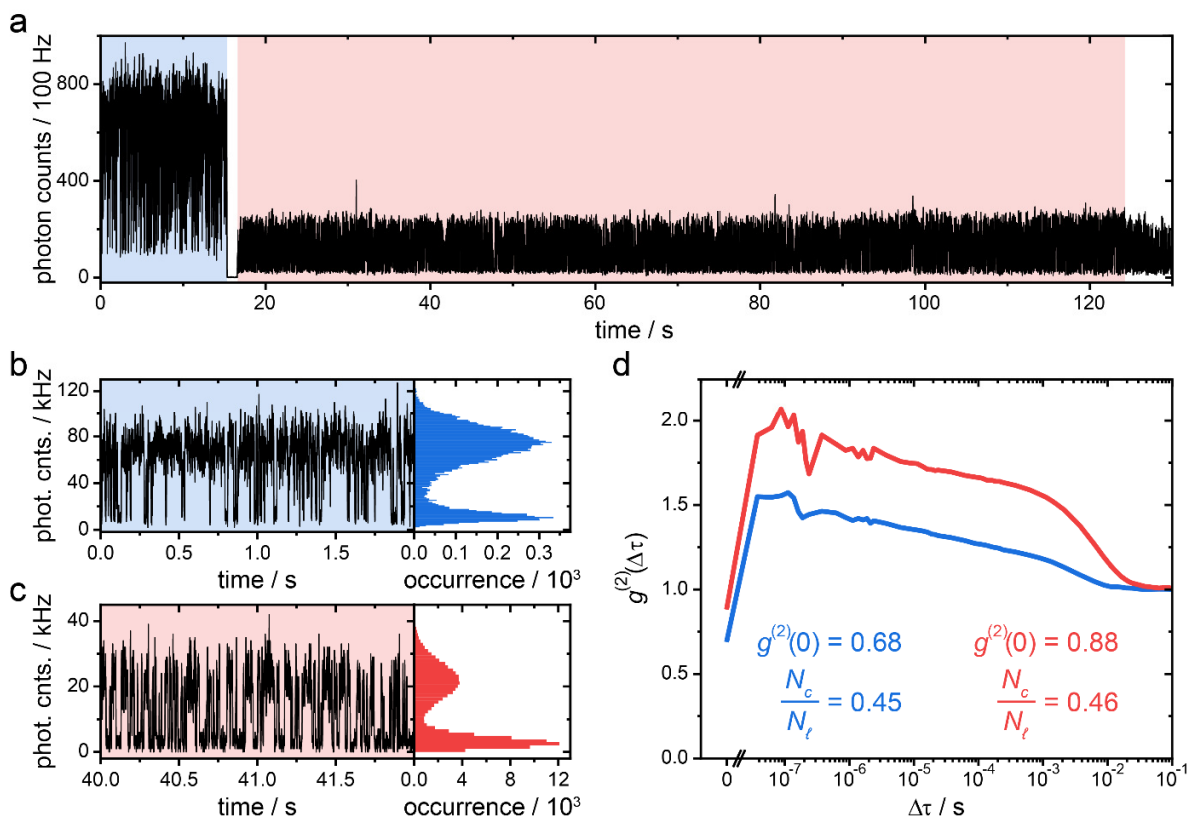 a
photon counts / 100 Hz
800
400
0
0 20 40 60 80 100 120
time / s
b
phot. cnts. / kHz
120
80
40
0
0.0 0.5 1.0 1.5 0.0 0.1 0.2 0.3
time / s occurrence / 10³
c
phot. cnts. / kHz
40
20
0
40.0 40.5 41.0 41.5 0 4 8 12
time / s occurrence / 10³
d
g⁽²⁾(Δτ)
2.0
1.5
1.0
0.5
0.0
g⁽²⁾(0) = 0.68 g⁽²⁾(0) = 0.88
N_c/N_ℓ = 0.45 N_c/N_ℓ = 0.46
0 10⁻⁷ 10⁻⁶ 10⁻⁵ 10⁻⁴ 10⁻³ 10⁻² 10⁻¹
Δτ / s